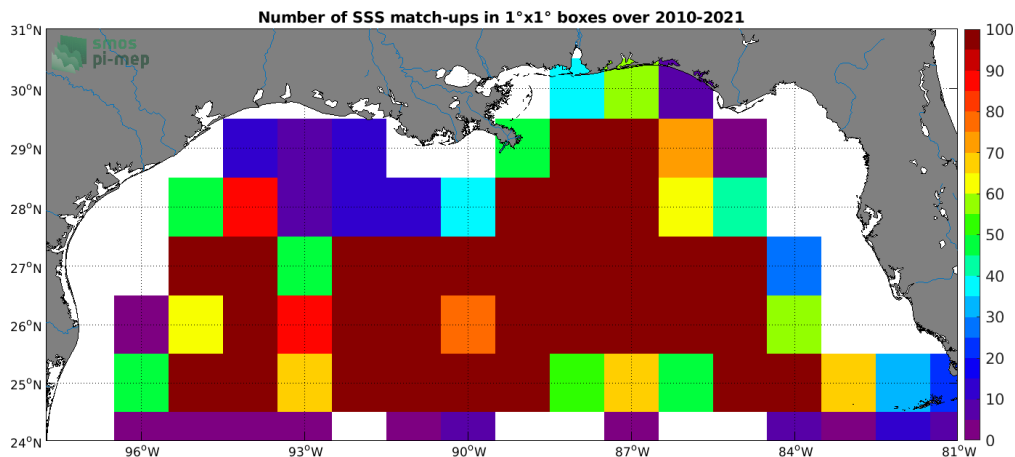 Number of SSS match-ups in 1°x1° boxes over 2010-2021
smos
pi-mep
31°N
30°N
29°N
28°N
27°N
26°N
25°N
24°N
96°W
93°W
90°W
87°W
84°W
81°W
100
90
80
70
60
50
40
30
20
10
0